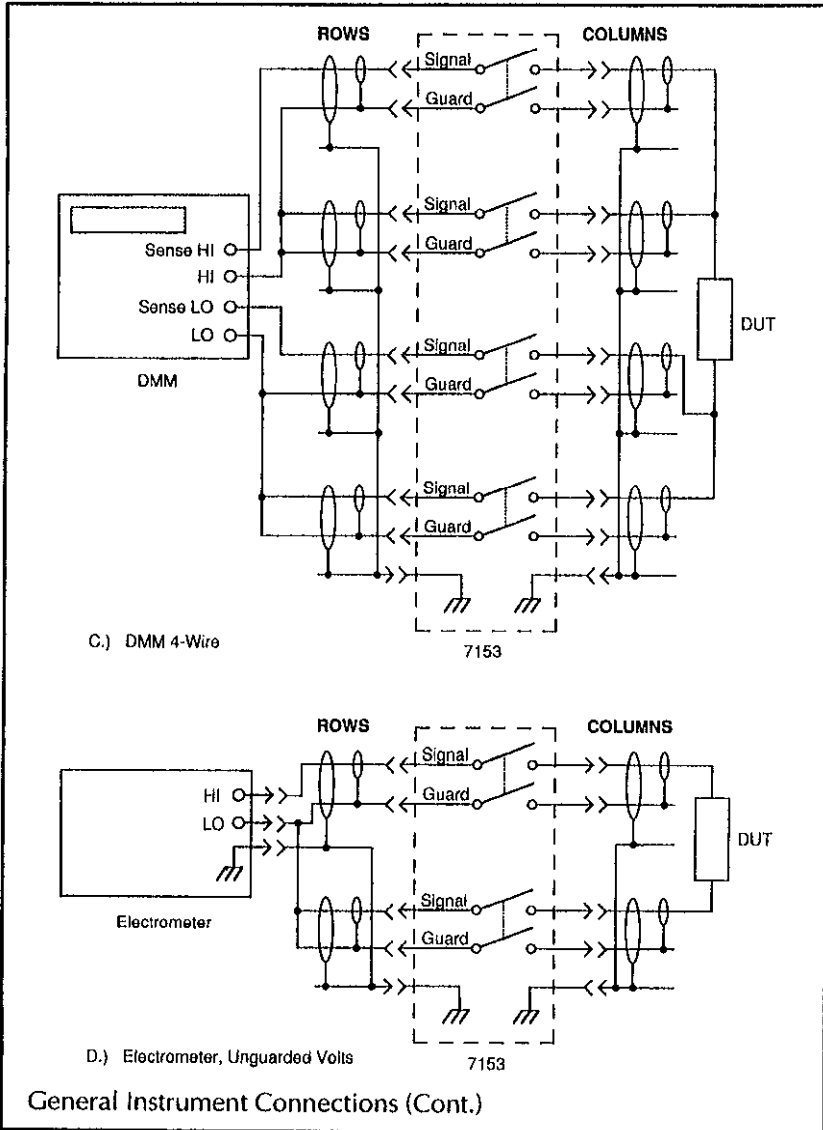 ROWS
COLUMNS
Signal
Guard
Signal
Guard
Sense HI
HI
Sense LO
LO
DMM
Signal
Guard
DUT
Signal
Guard
C.) DMM 4-Wire
7153
ROWS
COLUMNS
Signal
Guard
HI
LO
DUT
Electrometer
Signal
Guard
D.) Electrometer, Unguarded Volts
7153
General Instrument Connections (Cont.)